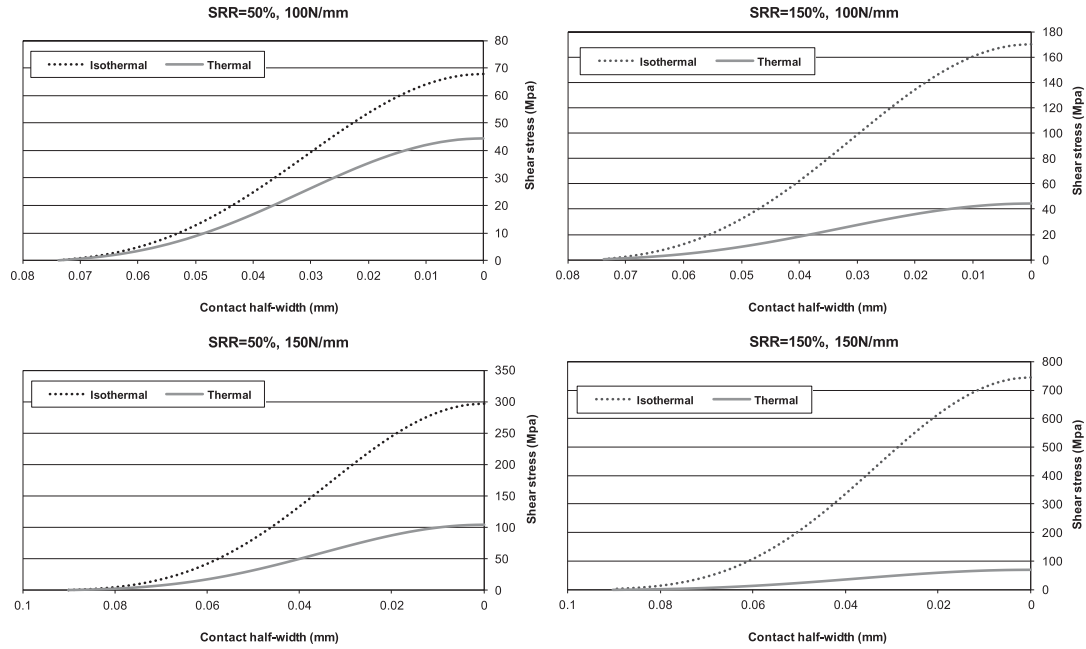 SRR=50%, 100N/mm
Isothermal Thermal
80
70
60
50
40
30
20
10
0
Shear stress (Mpa)
0.08 0.07 0.06 0.05 0.04 0.03 0.02 0.01 0
Contact half-width (mm)
SRR=150%, 100N/mm
Isothermal Thermal
180
160
140
120
100
80
60
40
20
0
Shear stress (Mpa)
0.08 0.07 0.06 0.05 0.04 0.03 0.02 0.01 0
Contact half-width (mm)
SRR=50%, 150N/mm
Isothermal Thermal
350
300
250
200
150
100
50
0
Shear stress (Mpa)
0.1 0.08 0.06 0.04 0.02 0
Contact half-width (mm)
SRR=150%, 150N/mm
Isothermal Thermal
800
700
600
500
400
300
200
100
0
Shear stress (Mpa)
0.1 0.08 0.06 0.04 0.02 0
Contact half-width (mm)